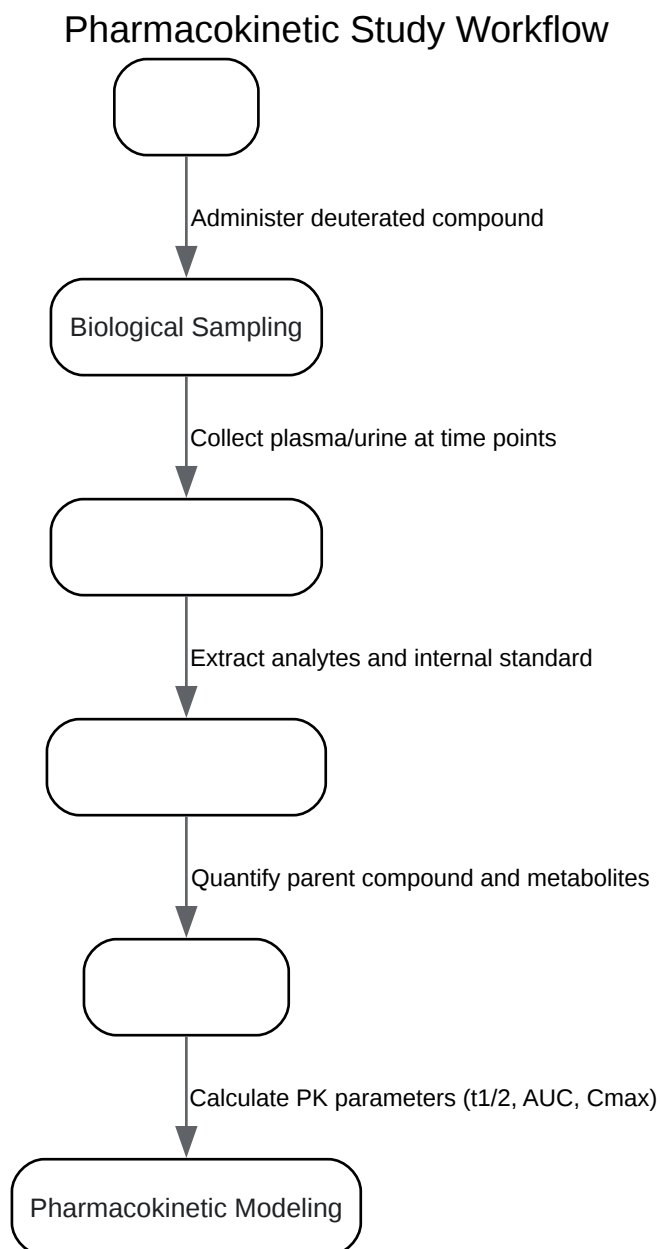 Pharmacokinetic Study Workflow
Administer deuterated compound
Biological Sampling
Collect plasma/urine at time points
Extract analytes and internal standard
Quantify parent compound and metabolites
Calculate PK parameters (t1/2, AUC, Cmax)
Pharmacokinetic Modeling